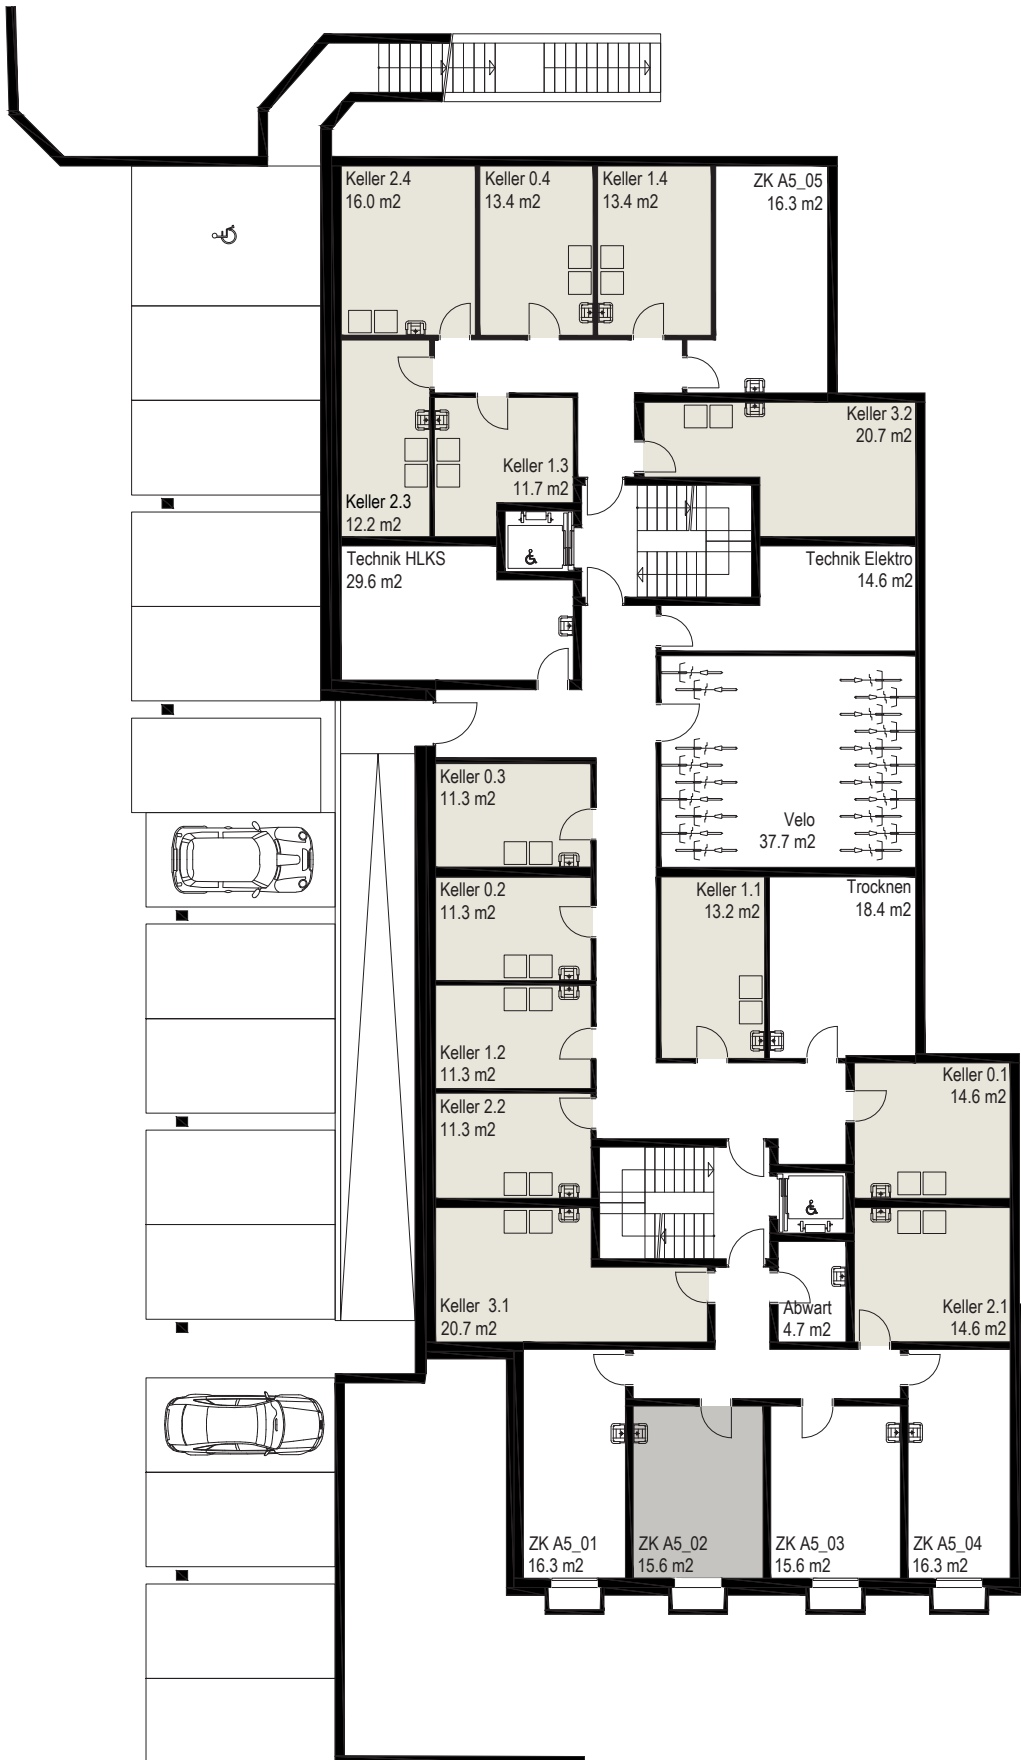 Keller 2.4
16.0 m2
Keller 0.4
13.4 m2
Keller 1.4
13.4 m2
ZK A5_05
16.3 m2
Keller 3.2
20.7 m2
Keller 1.3
11.7 m2
Keller 2.3
12.2 m2
Technik HLKS
29.6 m2
Technik Elektro
14.6 m2
Keller 0.3
11.3 m2
Velo
37.7 m2
Keller 0.2
11.3 m2
Keller 1.1
13.2 m2
Trocknen
18.4 m2
Keller 1.2
11.3 m2
Keller 0.1
14.6 m2
Keller 2.2
11.3 m2
Keller 3.1
20.7 m2
Abwart
4.7 m2
Keller 2.1
14.6 m2
ZK A5_01
16.3 m2
ZK A5_02
15.6 m2
ZK A5_03
15.6 m2
ZK A5_04
16.3 m2